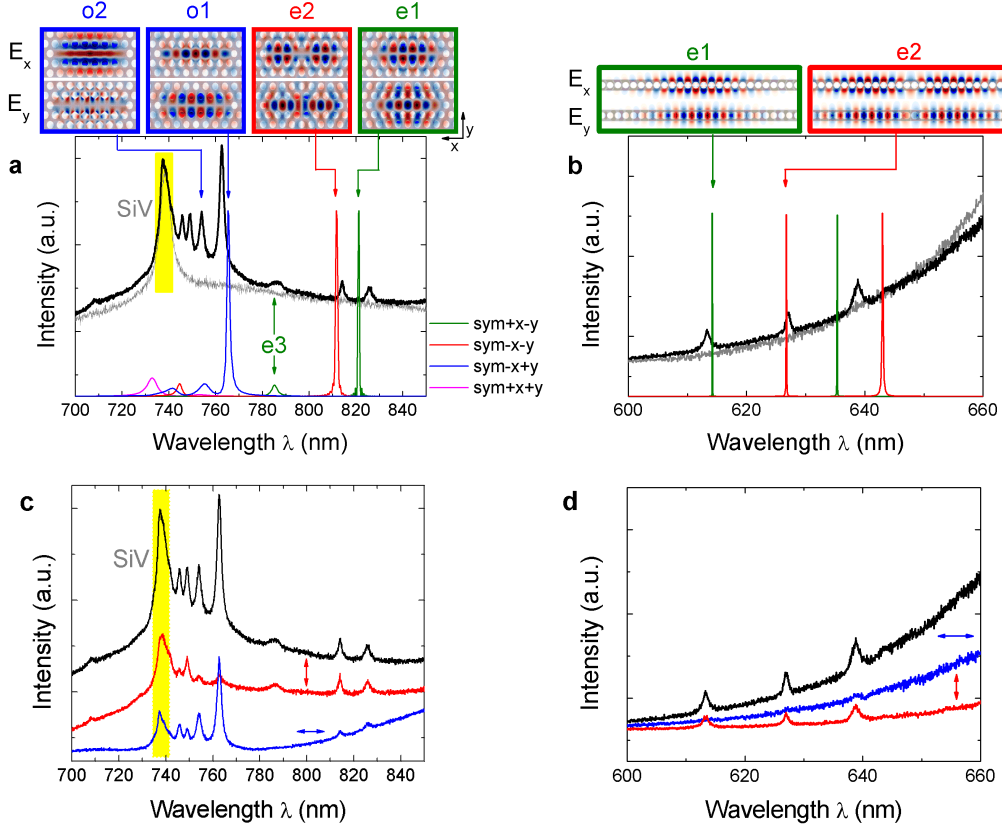 o2 o1 e2 e1
e1 e2
Ex
Ey
Ex
Ey
y
x
a
b
SiV
e3
sym+x-y
sym-x-y
sym-x+y
sym+x+y
Intensity (a.u.)
700 720 740 760 780 800 820 840
Wavelength λ (nm)
Intensity (a.u.)
600 620 640 660
Wavelength λ (nm)
c
d
SiV
Intensity (a.u.)
700 720 740 760 780 800 820 840
Wavelength λ (nm)
Intensity (a.u.)
600 620 640 660
Wavelength λ (nm)